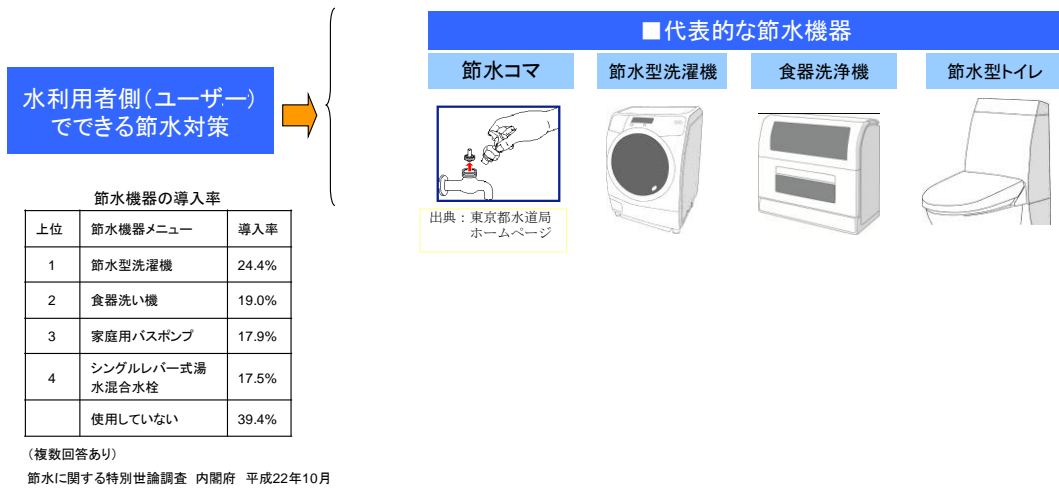 水利用者側(ユーザー)
でできる節水対策
■代表的な節水機器
節水コマ
節水型洗濯機
食器洗浄機
節水型トイレ
出典：東京都水道局
ホームページ
節水機器の導入率
上位 節水機器メニュー 導入率
1 節水型洗濯機 24.4%
2 食器洗い機 19.0%
3 家庭用バスポンプ 17.9%
4 シングルレバー式湯
水混合水栓 17.5%
使用していない 39.4%
(複数回答あり)
節水に関する特別世論調査 内閣府 平成22年10月